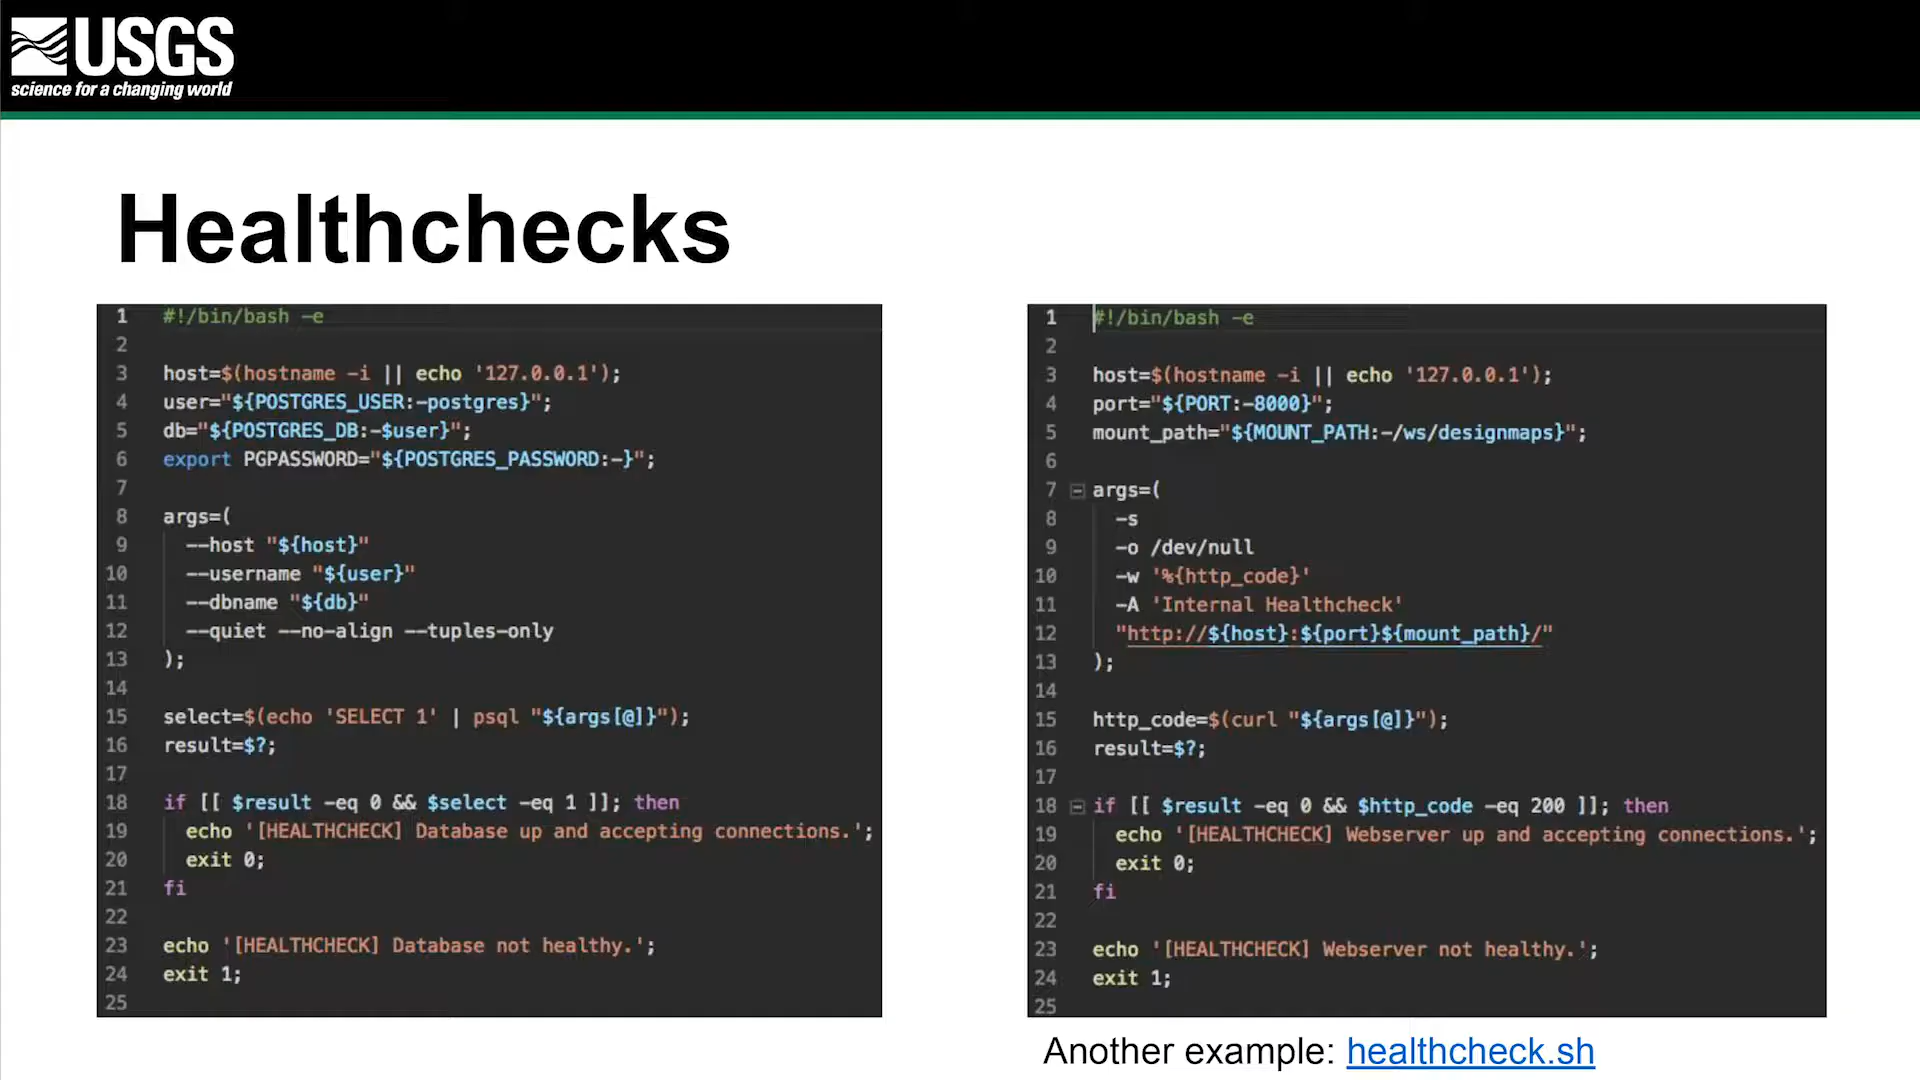 USGS
science for a changing world
Healthchecks
1 #!/bin/bash -e
2
3 host=$(hostname -i || echo '127.0.0.1');
4 user="${POSTGRES_USER:-postgres}";
5 db="${POSTGRES_DB:-$user}";
6 export PGPASSWORD="${POSTGRES_PASSWORD:-}";
7
8 args=(
9 --host "${host}"
10 --username "${user}"
11 --dbname "${db}"
12 --quiet --no-align --tuples-only
13 );
14
15 select=$(echo 'SELECT 1' | psql "${args[@]}");
16 result=$?;
17
18 if [[ $result -eq 0 && $select -eq 1 ]]; then
19 echo '[HEALTHCHECK] Database up and accepting connections.';
20 exit 0;
21 fi
22
23 echo '[HEALTHCHECK] Database not healthy.';
24 exit 1;
25
1 #!/bin/bash -e
2
3 host=$(hostname -i || echo '127.0.0.1');
4 port="${PORT:-8000}";
5 mount_path="${MOUNT_PATH:-/ws/designmaps}";
6
7 args=(
8 -s
9 -o /dev/null
10 -w '%{http_code}'
11 -A 'Internal Healthcheck'
12 "http://${host}:${port}${mount_path}/"
13 );
14
15 http_code=$(curl "${args[@]}");
16 result=$?;
17
18 if [[ $result -eq 0 && $http_code -eq 200 ]]; then
19 echo '[HEALTHCHECK] Webserver up and accepting connections.';
20 exit 0;
21 fi
22
23 echo '[HEALTHCHECK] Webserver not healthy.';
24 exit 1;
25
Another example: healthcheck.sh